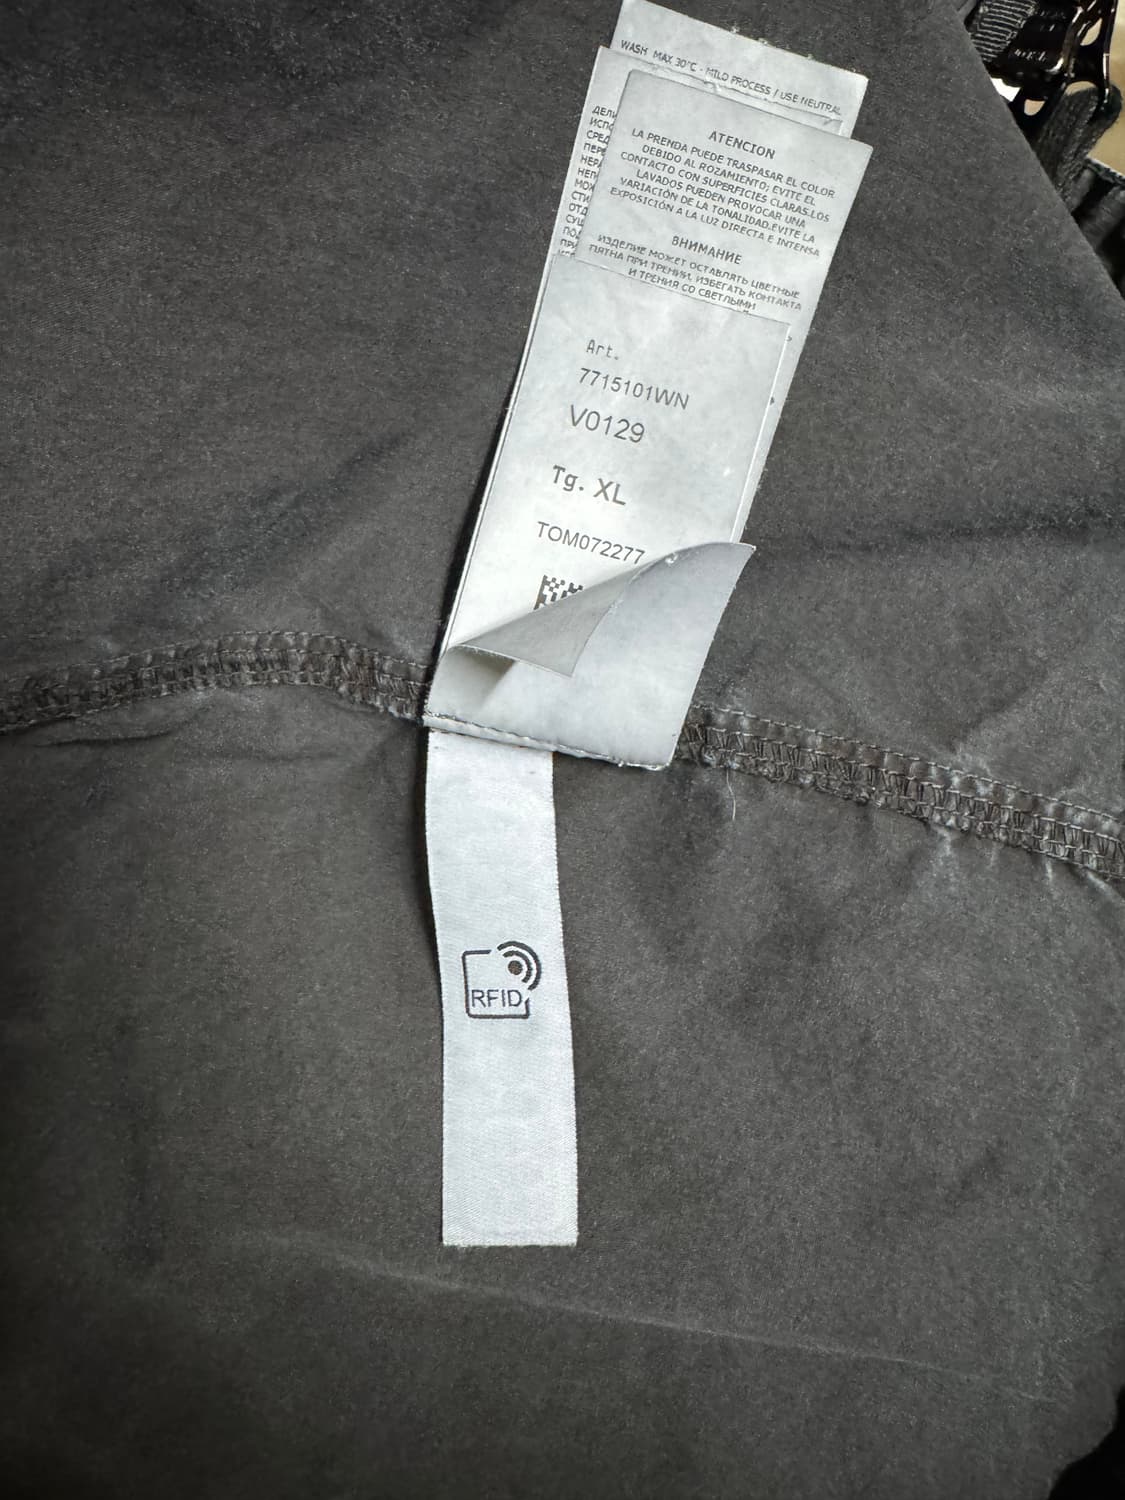 WASH MAX 30°C - MILD PROCESS / USE NEUTRAL
ATENCION
LA PRENDA PUEDE TRASPASAR EL COLOR
DEBIDO AL ROZAMIENTO; EVITE EL
CONTACTO CON SUPERFICIES CLARAS.LOS
LAVADOS PUEDEN PROVOCAR UNA
VARIACIÓN DE LA TONALIDAD.EVITE LA
EXPOSICIÓN A LA LUZ DIRECTA E INTENSA
ВНИМАНИЕ
ИЗДЕЛИЕ МОЖЕТ ОСТАВЛЯТЬ ЦВЕТНЫЕ
ПЯТНА ПРИ ТРЕНИИ, ИЗБЕГАТЬ КОНТАКТА
И ТРЕНИЯ СО СВЕТЛЫМИ
Art.
7715101WN
V0129
Tg. XL
TOM072277
RFID